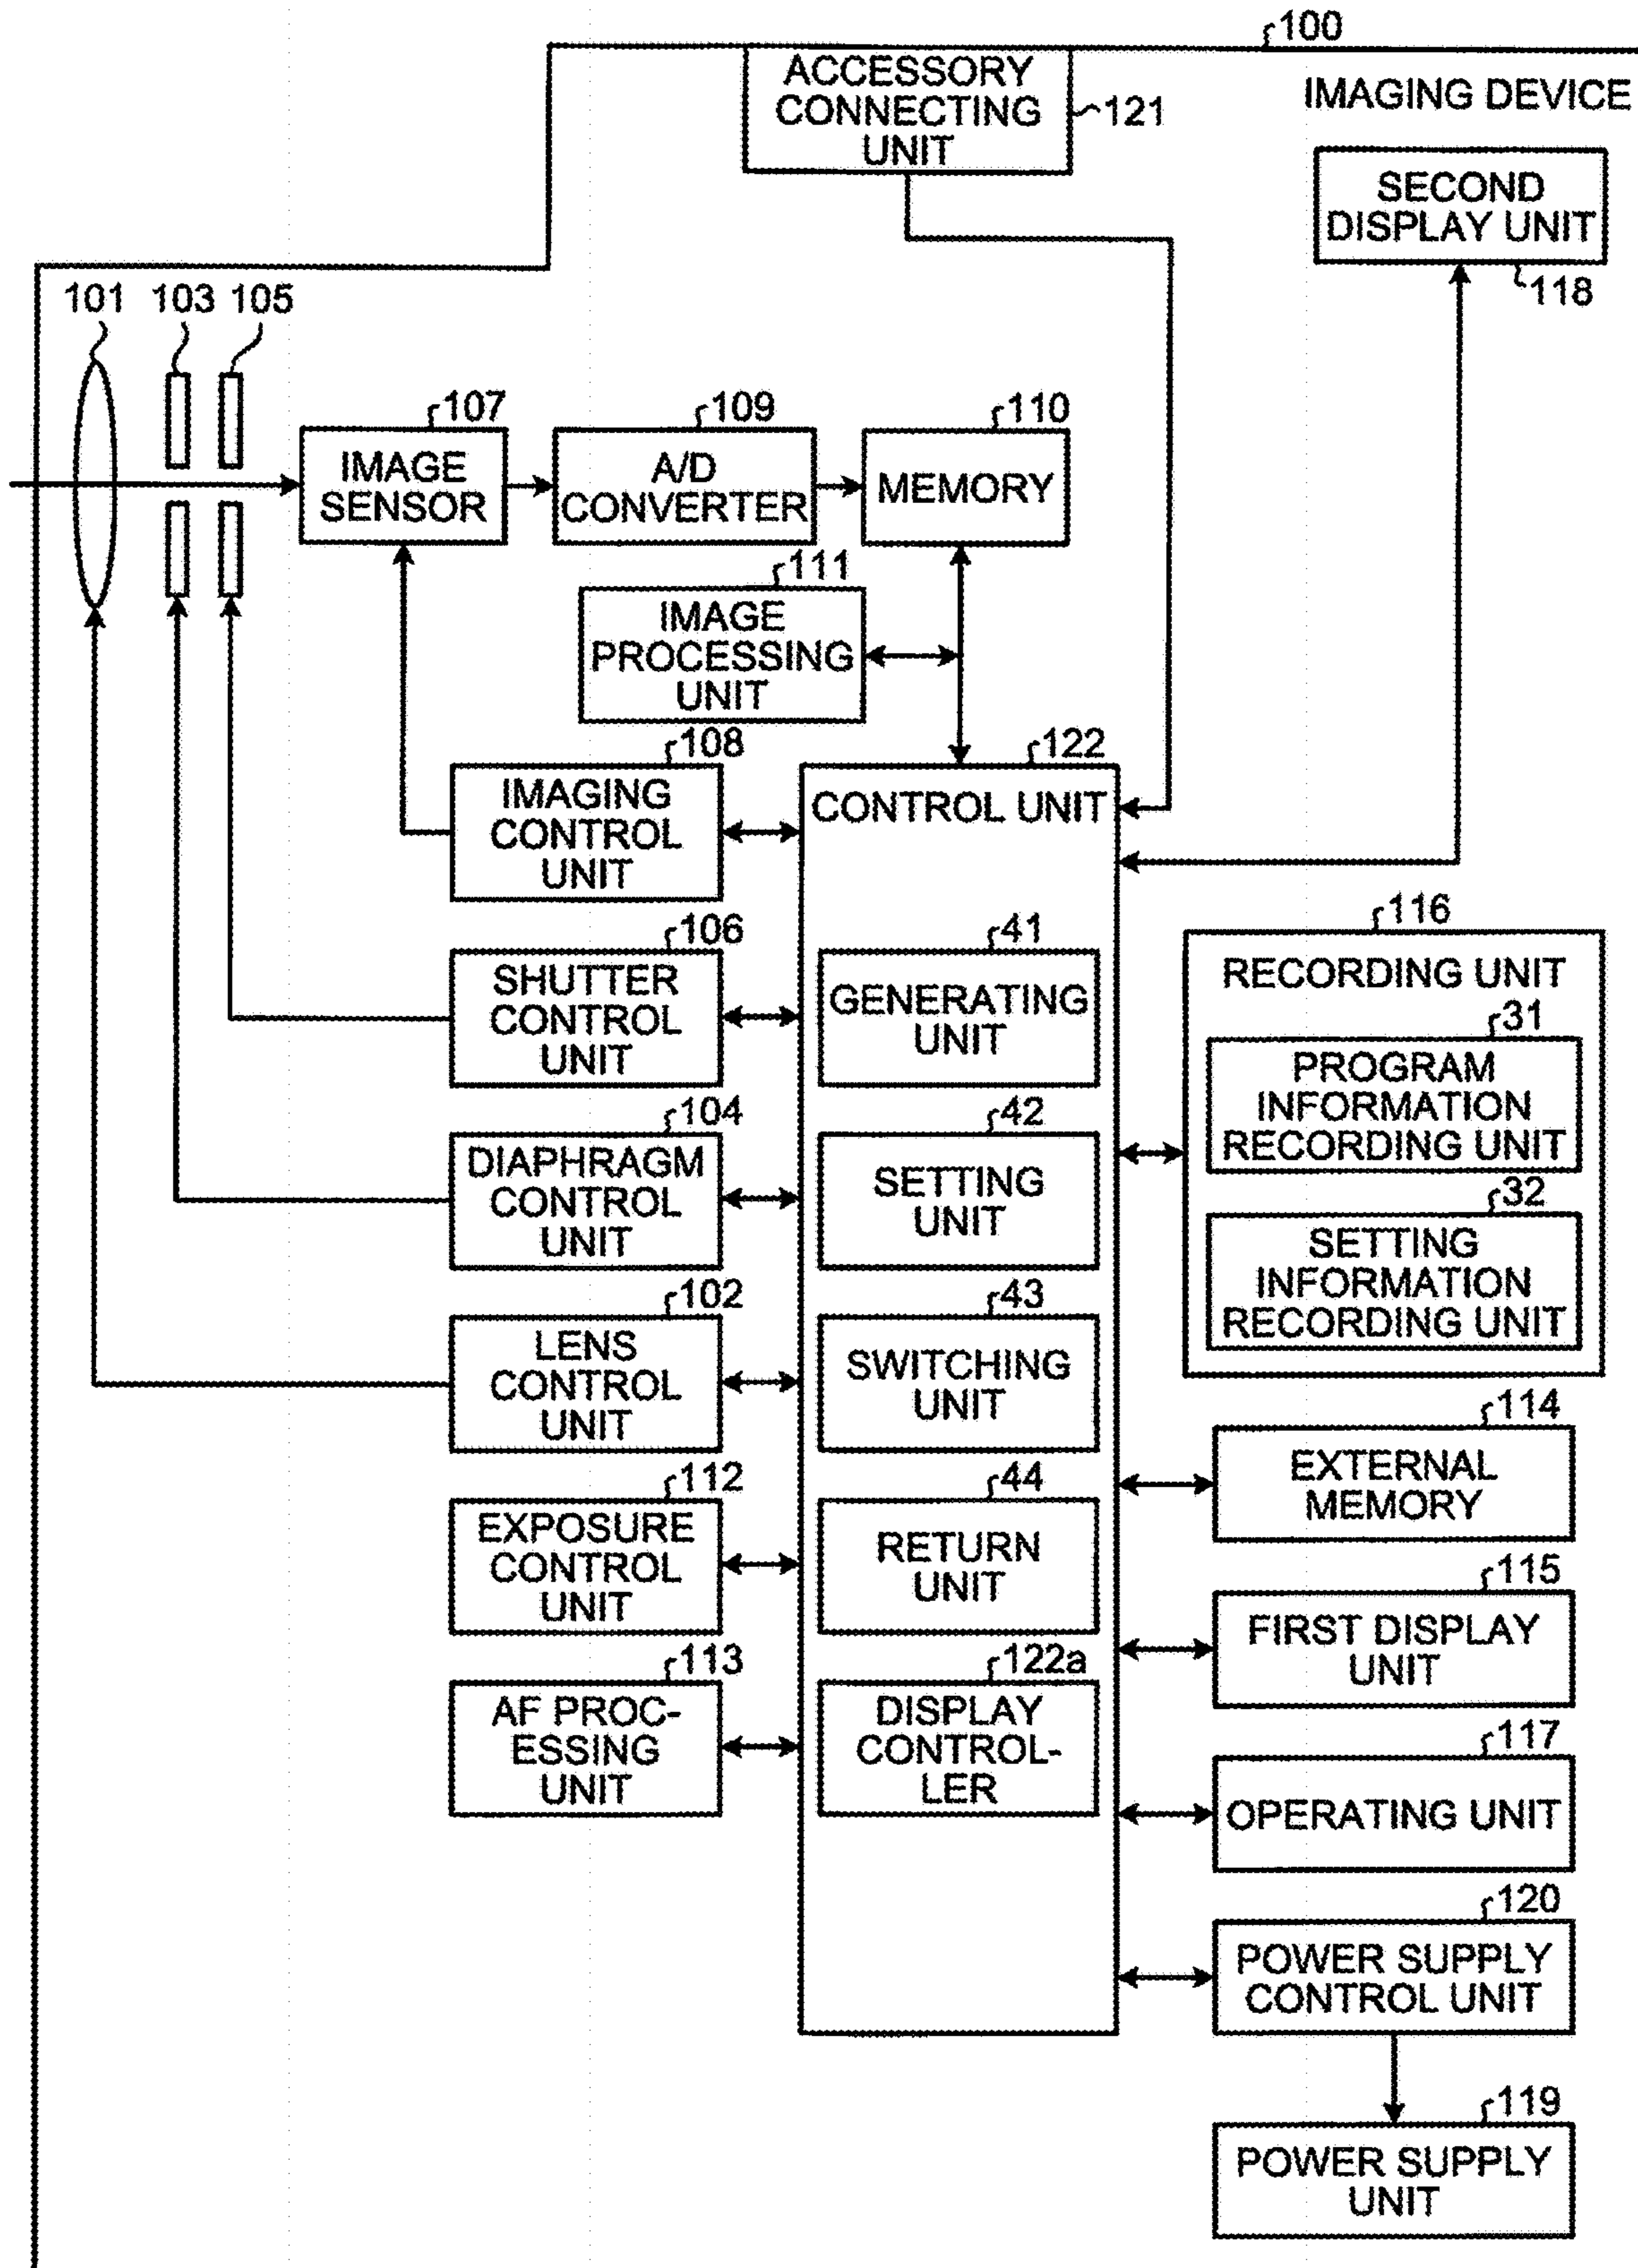 100
ACCESSORY
CONNECTING
UNIT
121
IMAGING DEVICE
SECOND
DISPLAY UNIT
118
101
103
105
107
IMAGE
SENSOR
109
A/D
CONVERTER
110
MEMORY
111
IMAGE
PROCESSING
UNIT
108
IMAGING
CONTROL
UNIT
122
CONTROL UNIT
106
SHUTTER
CONTROL
UNIT
41
GENERATING
UNIT
116
RECORDING UNIT
31
PROGRAM
INFORMATION
RECORDING UNIT
104
DIAPHRAGM
CONTROL
UNIT
42
SETTING
UNIT
32
SETTING
INFORMATION
RECORDING UNIT
102
LENS
CONTROL
UNIT
43
SWITCHING
UNIT
114
EXTERNAL
MEMORY
112
EXPOSURE
CONTROL
UNIT
44
RETURN
UNIT
115
FIRST DISPLAY
UNIT
113
AF PROC-
ESSING
UNIT
122a
DISPLAY
CONTROL-
LER
117
OPERATING UNIT
120
POWER SUPPLY
CONTROL UNIT
119
POWER SUPPLY
UNIT